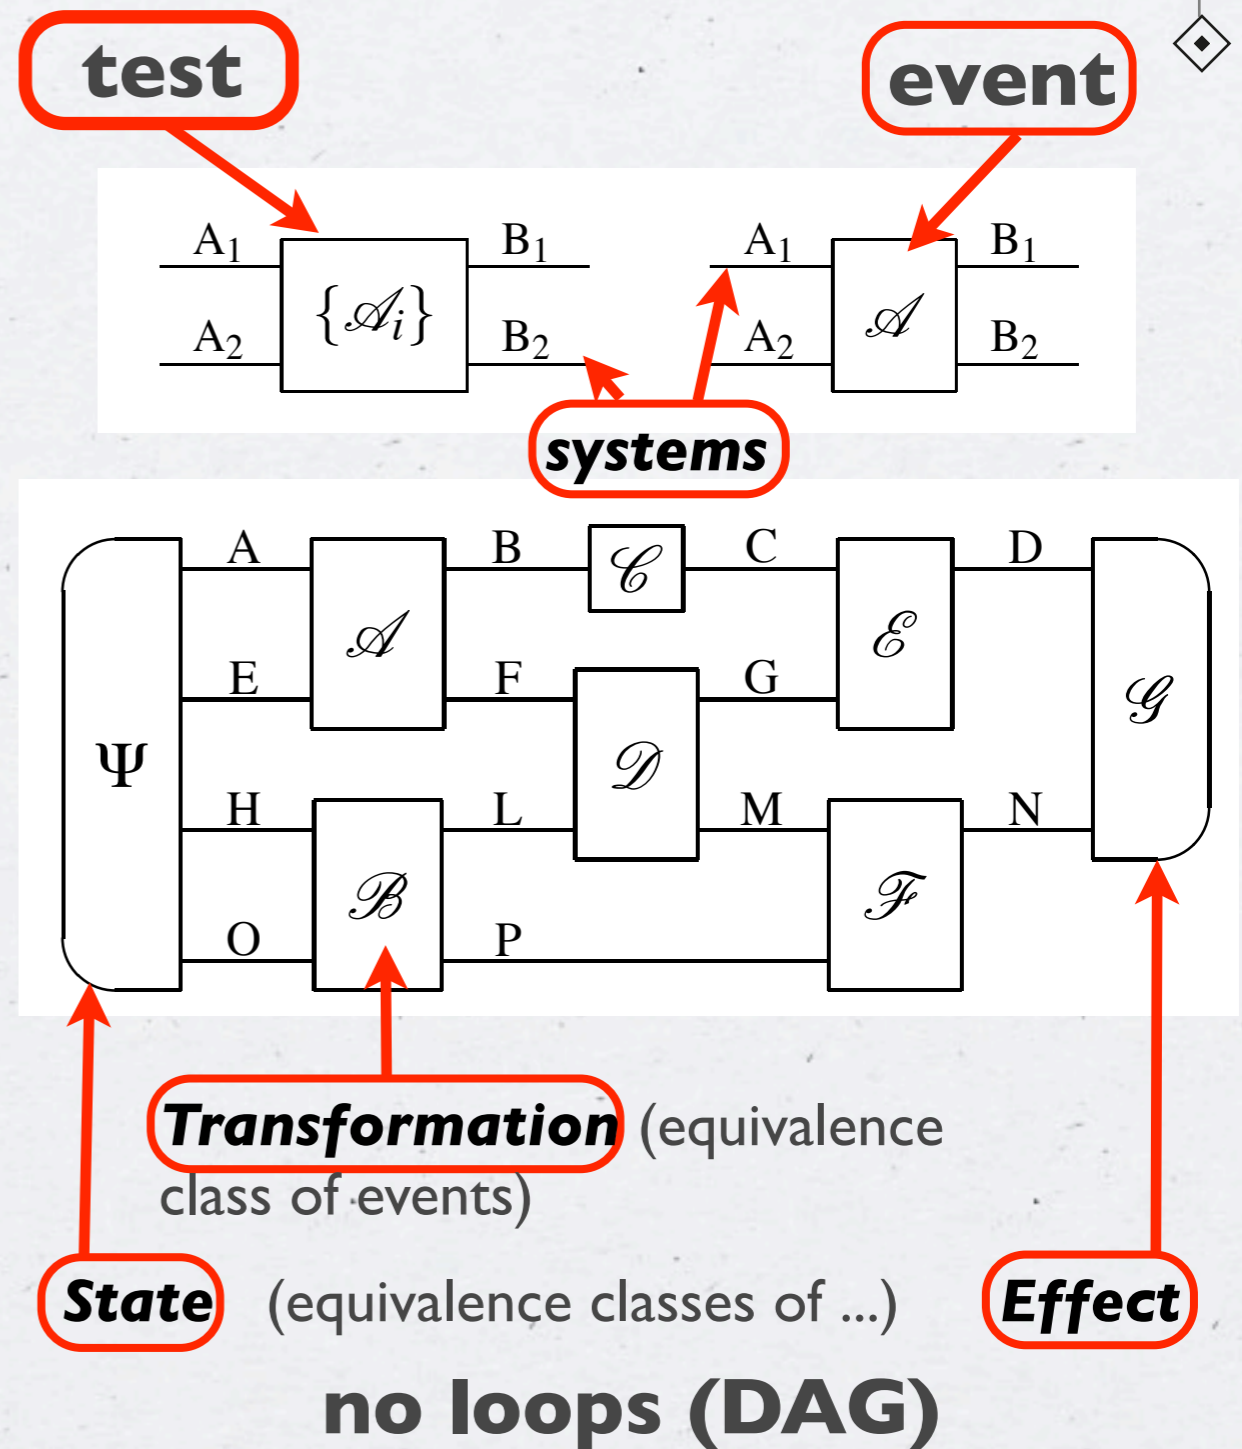 test event
A₁ B₁ A₁ B₁
{𝒜ᵢ} 𝒜
A₂ B₂ A₂ B₂
systems
A B 𝒞 C D
𝒜 ℰ
E F G
𝒢
Ψ 𝒟
H L M N
ℬ ℱ
O P
Transformation (equivalence
class of events)
State (equivalence classes of ...) Effect
no loops (DAG)